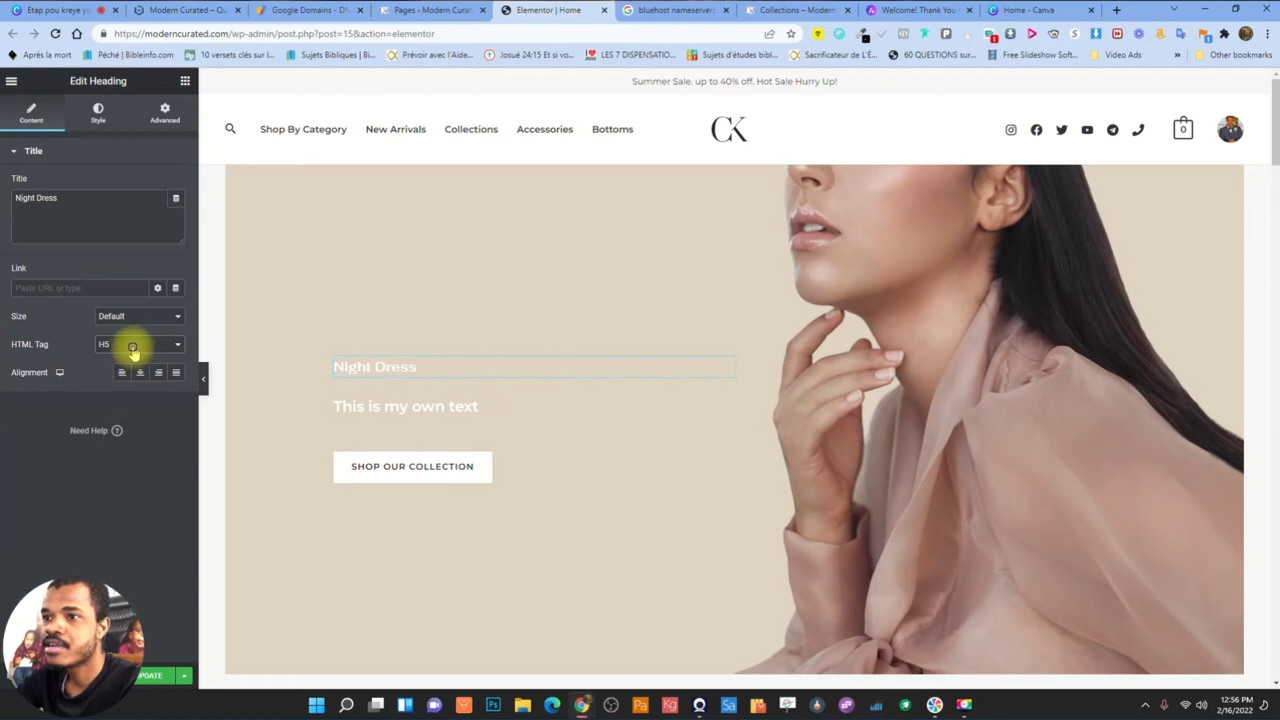 Etap pou kreye yo
Modern Curated – Qu
Google Domains - DN
Pages ‹ Modern Curat
Elementor | Home
bluehost nameservers
Collections – Modern
Welcome! Thank You
Home - Canva
https://moderncurated.com/wp-admin/post.php?post=15&action=elementor
Après la mort
Péché | Bibleinfo.com
10 versets clés sur l
Sujets Bibliques | Bi...
Prévoir avec l'Aide...
Josué 24:15 Et si vo...
LES 7 DISPENSATIO...
Sujets d'études bibl...
Sacrificateur de L'É...
60 QUESTIONS sur...
Free Slideshow Soft...
Video Ads
»
Other bookmarks
Edit Heading
Summer Sale. up to 40% off. Hot Sale Hurry Up!
Content
Style
Advanced
Shop By Category
New Arrivals
Collections
Accessories
Bottoms
CK
0
Title
Title
Night Dress
Link
Paste URL or type
Size
Default
HTML Tag
H5
Alignment
Need Help
Night Dress
This is my own text
SHOP OUR COLLECTION
UPDATE
12:56 PM
2/16/2022